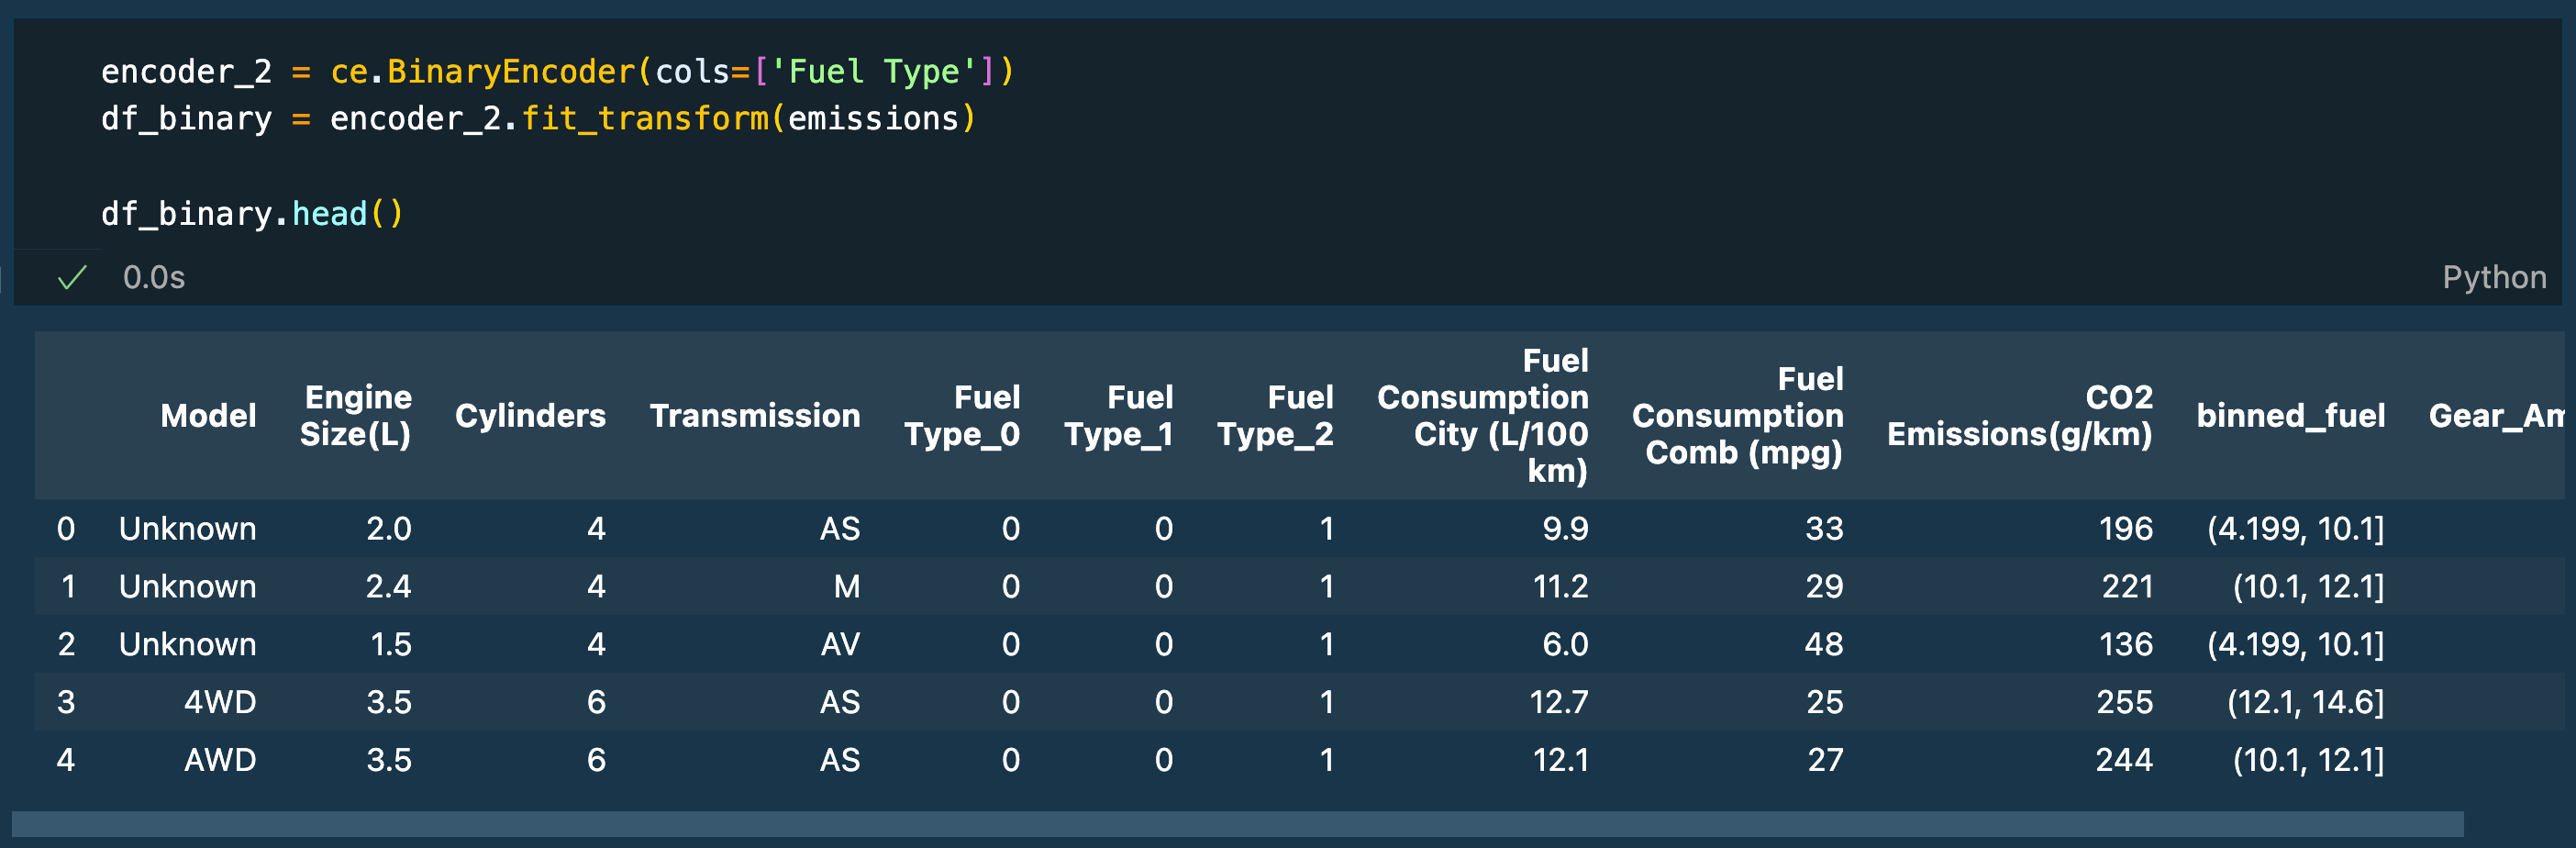 encoder_2 = ce.BinaryEncoder(cols=['Fuel Type'])
df_binary = encoder_2.fit_transform(emissions)
df_binary.head()
0.0s Python
Model Engine Size(L) Cylinders Transmission Fuel Type_0 Fuel Type_1 Fuel Type_2 Fuel Consumption City (L/100 km) Fuel Consumption Comb (mpg) CO2 Emissions(g/km) binned_fuel Gear_Am
0 Unknown 2.0 4 AS 0 0 1 9.9 33 196 (4.199, 10.1]
1 Unknown 2.4 4 M 0 0 1 11.2 29 221 (10.1, 12.1]
2 Unknown 1.5 4 AV 0 0 1 6.0 48 136 (4.199, 10.1]
3 4WD 3.5 6 AS 0 0 1 12.7 25 255 (12.1, 14.6]
4 AWD 3.5 6 AS 0 0 1 12.1 27 244 (10.1, 12.1]